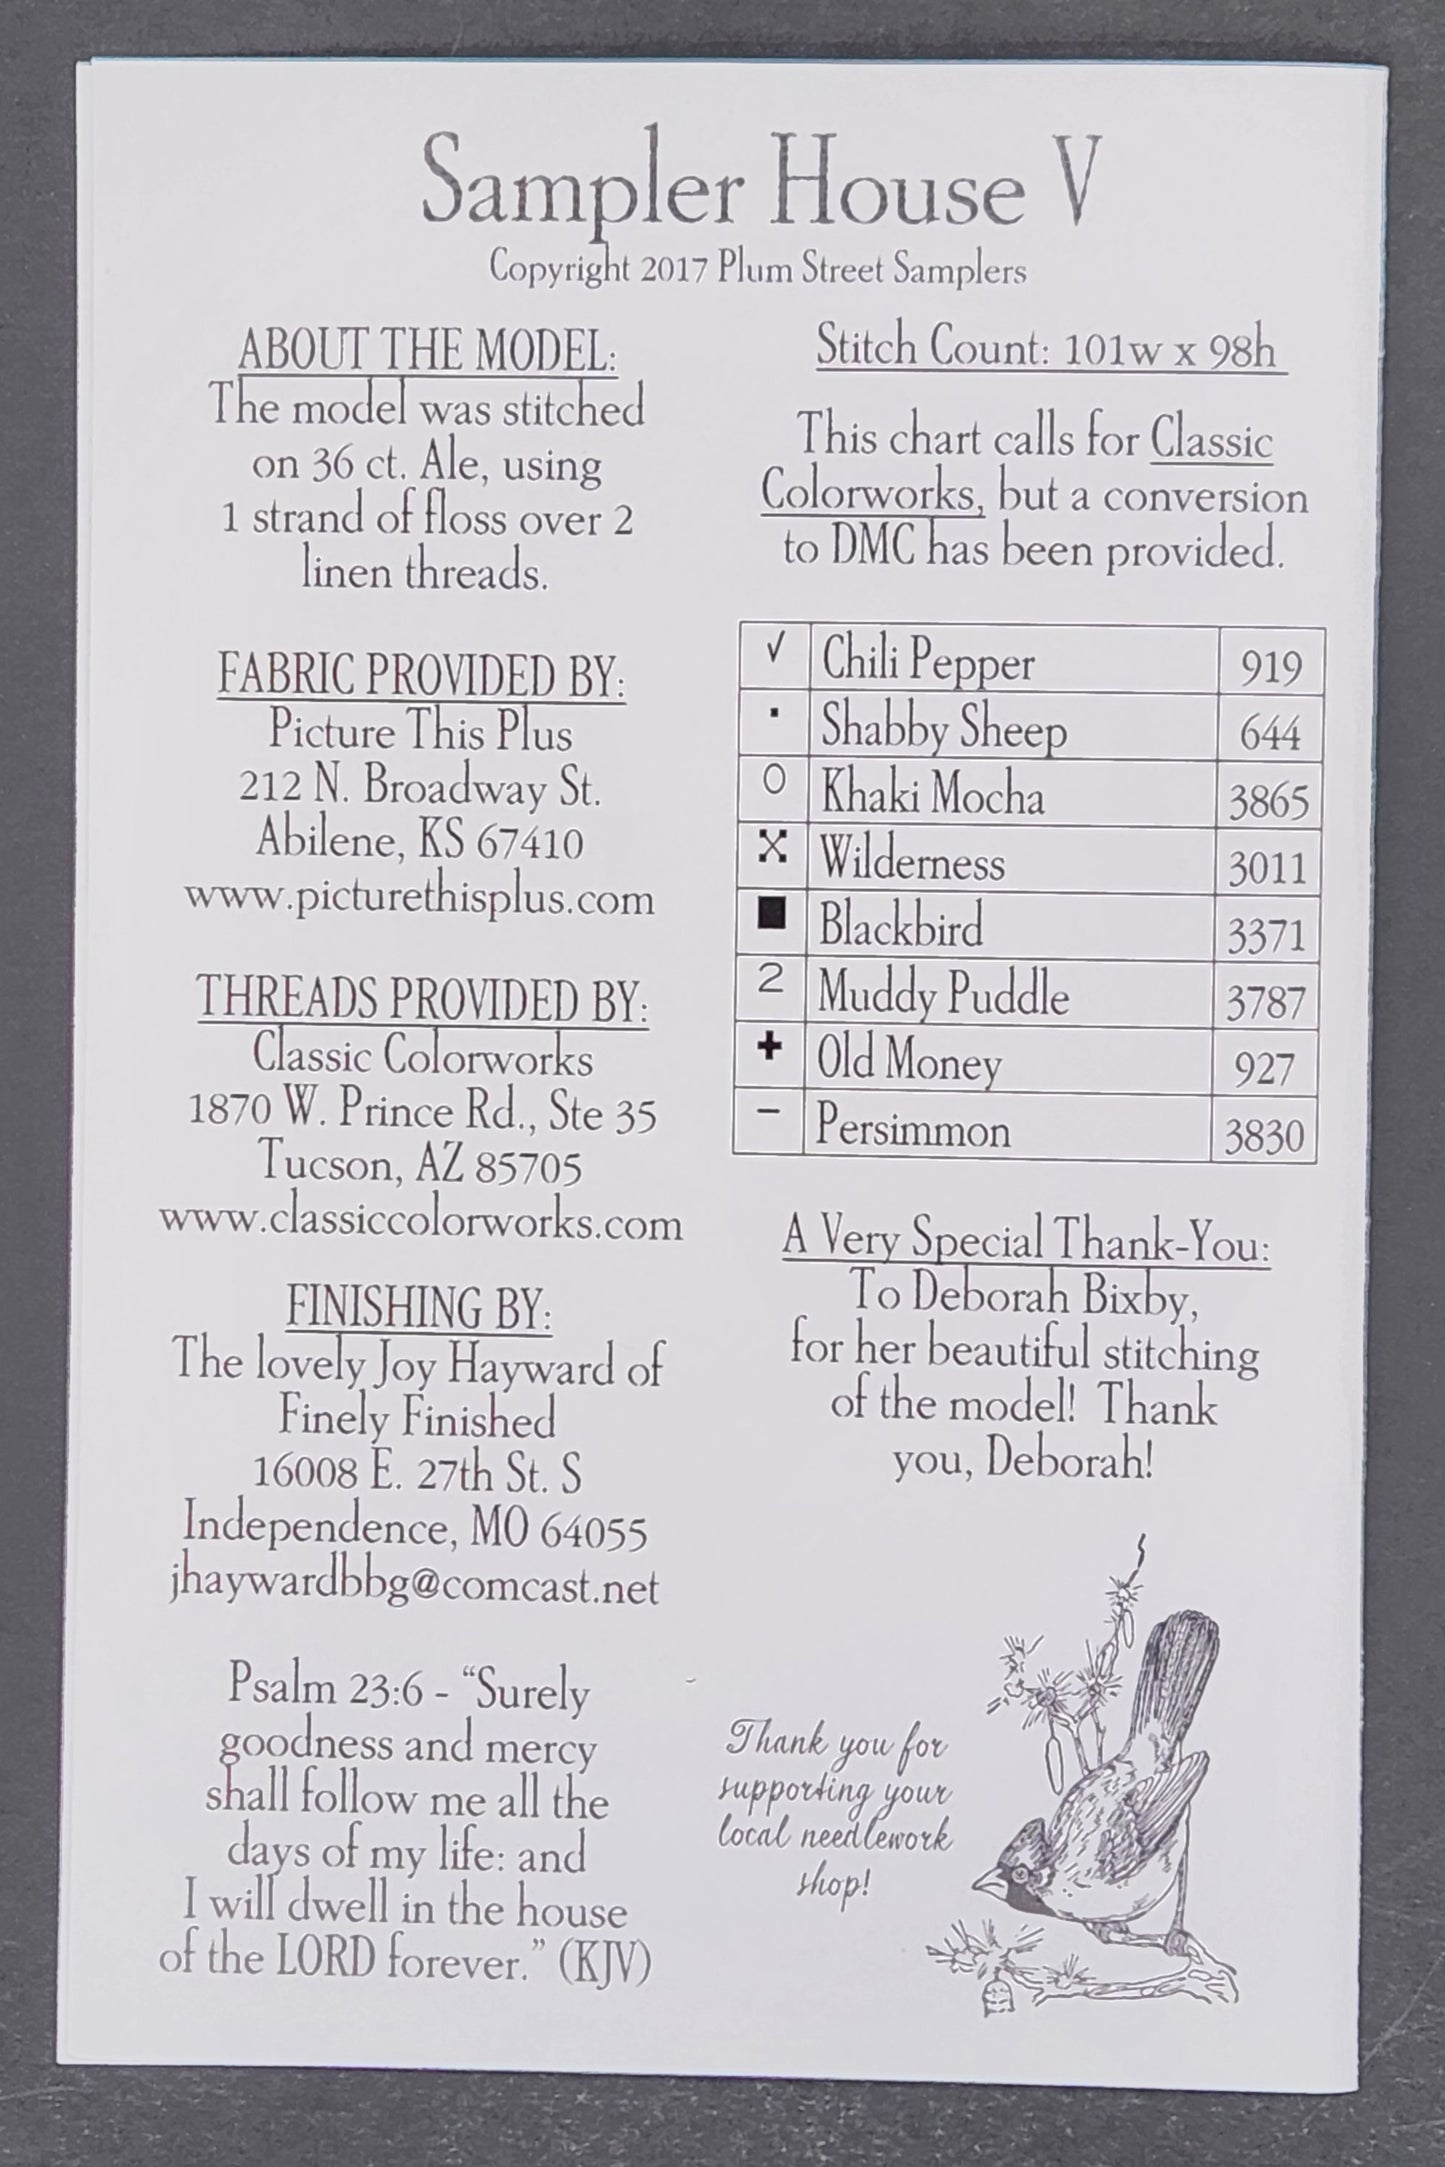 Sampler House V
Copyright 2017 Plum Street Samplers
ABOUT THE MODEL:
The model was stitched
on 36 ct. Ale, using
1 strand of floss over 2
linen threads.
FABRIC PROVIDED BY:
Picture This Plus
212 N. Broadway St.
Abilene, KS 67410
www.picturethisplus.com
THREADS PROVIDED BY:
Classic Colorworks
1870 W. Prince Rd., Ste 35
Tucson, AZ 85705
www.classiccolorworks.com
FINISHING BY:
The lovely Joy Hayward of
Finely Finished
16008 E. 27th St. S
Independence, MO 64055
jhaywardbbg@comcast.net
Psalm 23:6 - “Surely
goodness and mercy
shall follow me all the
days of my life: and
I will dwell in the house
of the LORD forever.” (KJV)
Stitch Count: 101w x 98h
This chart calls for Classic
Colorworks, but a conversion
to DMC has been provided.
✓ Chili Pepper 919
▪ Shabby Sheep 644
O Khaki Mocha 3865
X Wilderness 3011
■ Blackbird 3371
2 Muddy Puddle 3787
+ Old Money 927
– Persimmon 3830
A Very Special Thank-You:
To Deborah Bixby,
for her beautiful stitching
of the model! Thank
you, Deborah!
Thank you for
supporting your
local needlework
shop!